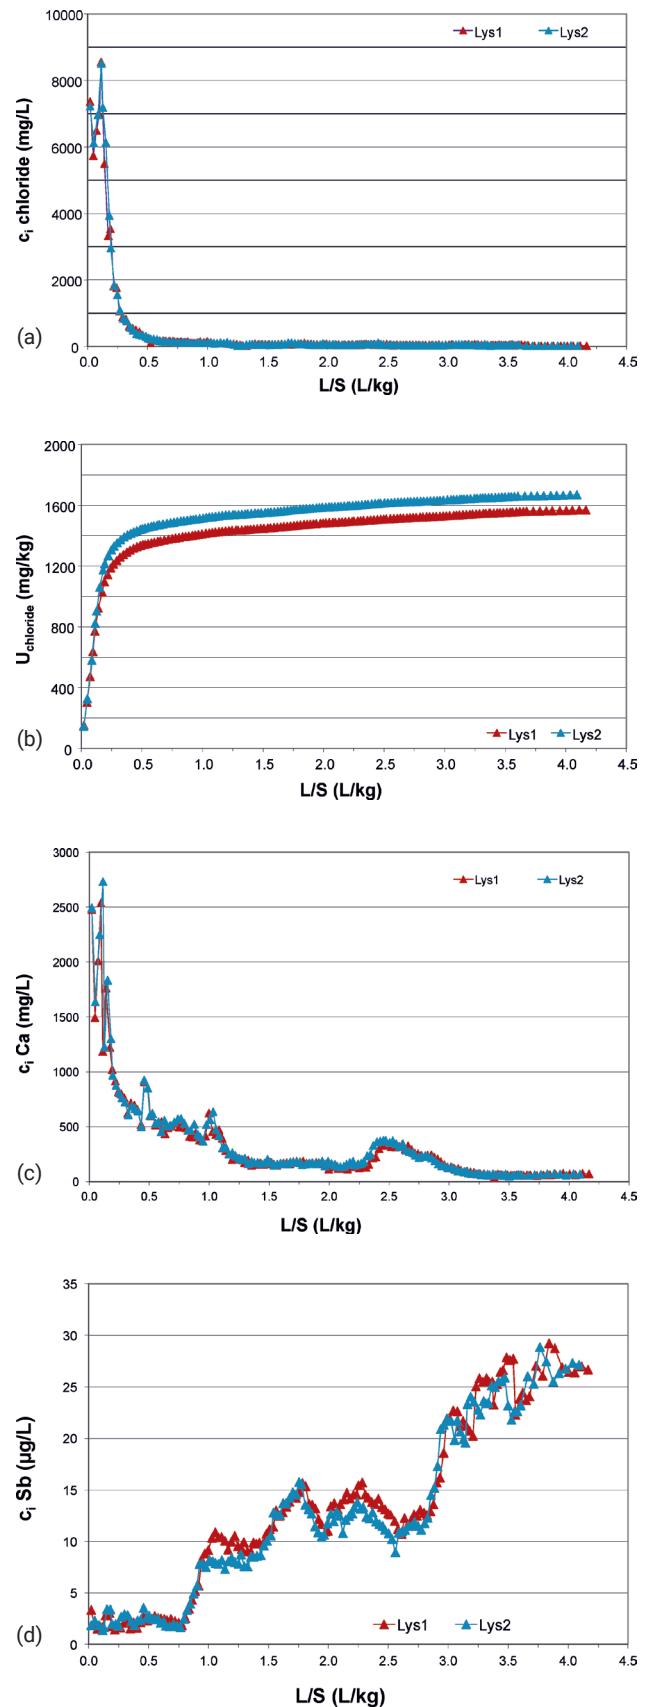 Lys1 Lys2
10000
8000
6000
4000
2000
0
cᵢ chloride (mg/L)
0.0 0.5 1.0 1.5 2.0 2.5 3.0 3.5 4.0 4.5
(a)
L/S (L/kg)
2000
1600
1200
800
400
0
U chloride (mg/kg)
Lys1 Lys2
(b)
0.0 0.5 1.0 1.5 2.0 2.5 3.0 3.5 4.0 4.5
L/S (L/kg)
3000
2500
2000
1500
1000
500
0
cᵢ Ca (mg/L)
Lys1 Lys2
(c)
0.0 0.5 1.0 1.5 2.0 2.5 3.0 3.5 4.0 4.5
L/S (L/kg)
35
30
25
20
15
10
5
0
cᵢ Sb (µg/L)
Lys1 Lys2
(d)
0.0 0.5 1.0 1.5 2.0 2.5 3.0 3.5 4.0 4.5
L/S (L/kg)